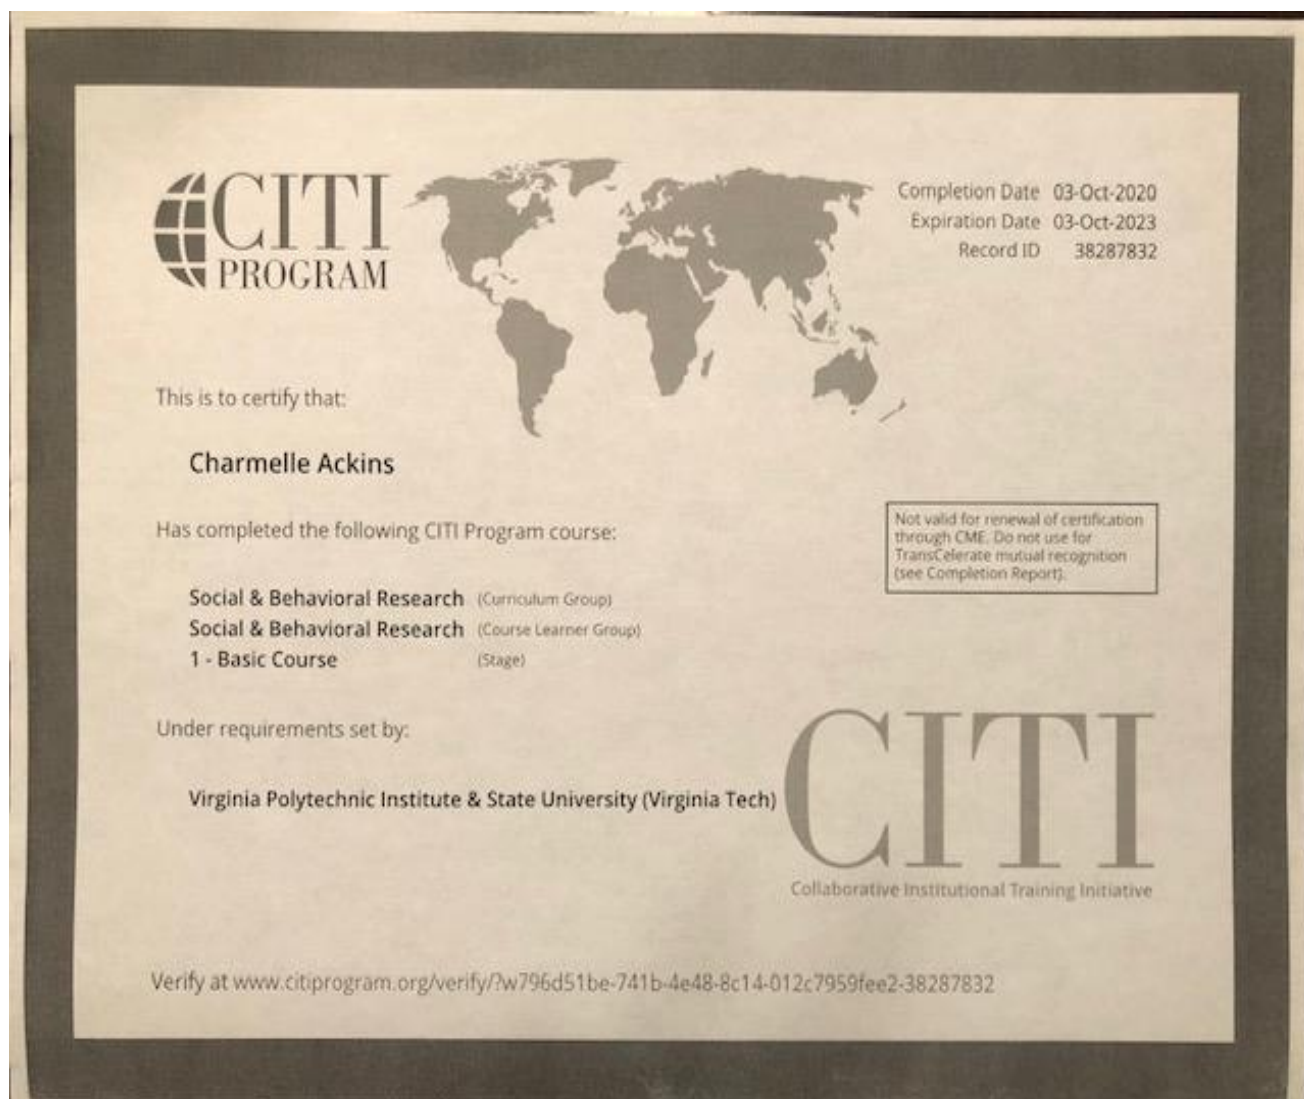 CITI
PROGRAM
Completion Date 03-Oct-2020
Expiration Date 03-Oct-2023
Record ID 38287832
This is to certify that:
Charmelle Ackins
Has completed the following CITI Program course:
Not valid for renewal of certification
through CME. Do not use for
TransCelerate mutual recognition
(see Completion Report).
Social & Behavioral Research (Curriculum Group)
Social & Behavioral Research (Course Learner Group)
1 - Basic Course (Stage)
Under requirements set by:
Virginia Polytechnic Institute & State University (Virginia Tech)
CITI
Collaborative Institutional Training Initiative
Verify at www.citiprogram.org/verify/?w796d51be-741b-4e48-8c14-012c7959fee2-38287832